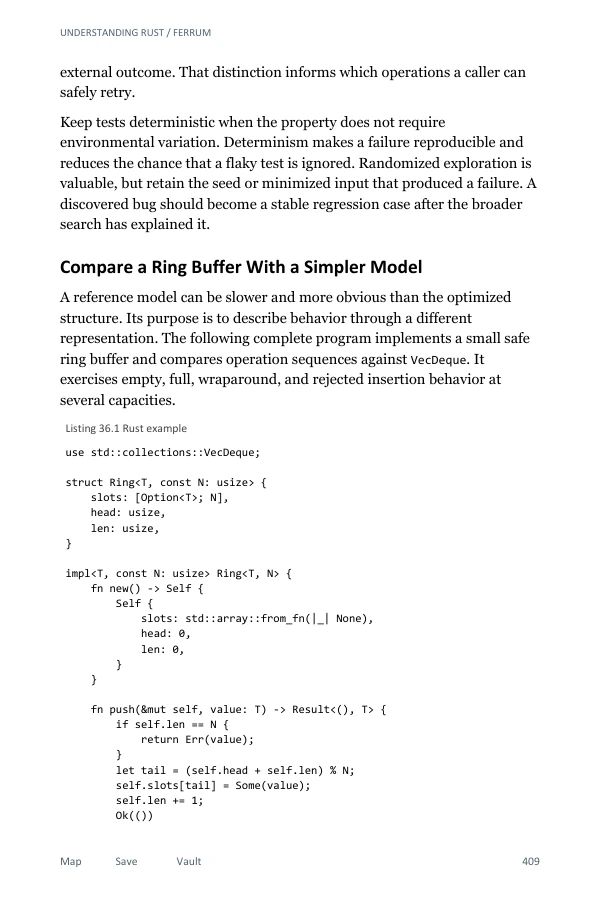 UNDERSTANDING RUST / FERRUM
external outcome. That distinction informs which operations a caller can
safely retry.
Keep tests deterministic when the property does not require
environmental variation. Determinism makes a failure reproducible and
reduces the chance that a flaky test is ignored. Randomized exploration is
valuable, but retain the seed or minimized input that produced a failure. A
discovered bug should become a stable regression case after the broader
search has explained it.
Compare a Ring Buffer With a Simpler Model
A reference model can be slower and more obvious than the optimized
structure. Its purpose is to describe behavior through a different
representation. The following complete program implements a small safe
ring buffer and compares operation sequences against VecDeque. It
exercises empty, full, wraparound, and rejected insertion behavior at
several capacities.
Listing 36.1 Rust example
use std::collections::VecDeque;
struct Ring<T, const N: usize> {
    slots: [Option<T>; N],
    head: usize,
    len: usize,
}
impl<T, const N: usize> Ring<T, N> {
    fn new() -> Self {
        Self {
            slots: std::array::from_fn(|_| None),
            head: 0,
            len: 0,
        }
    }
    fn push(&mut self, value: T) -> Result<(), T> {
        if self.len == N {
            return Err(value);
        }
        let tail = (self.head + self.len) % N;
        self.slots[tail] = Some(value);
        self.len += 1;
        Ok(())
Map Save Vault 409